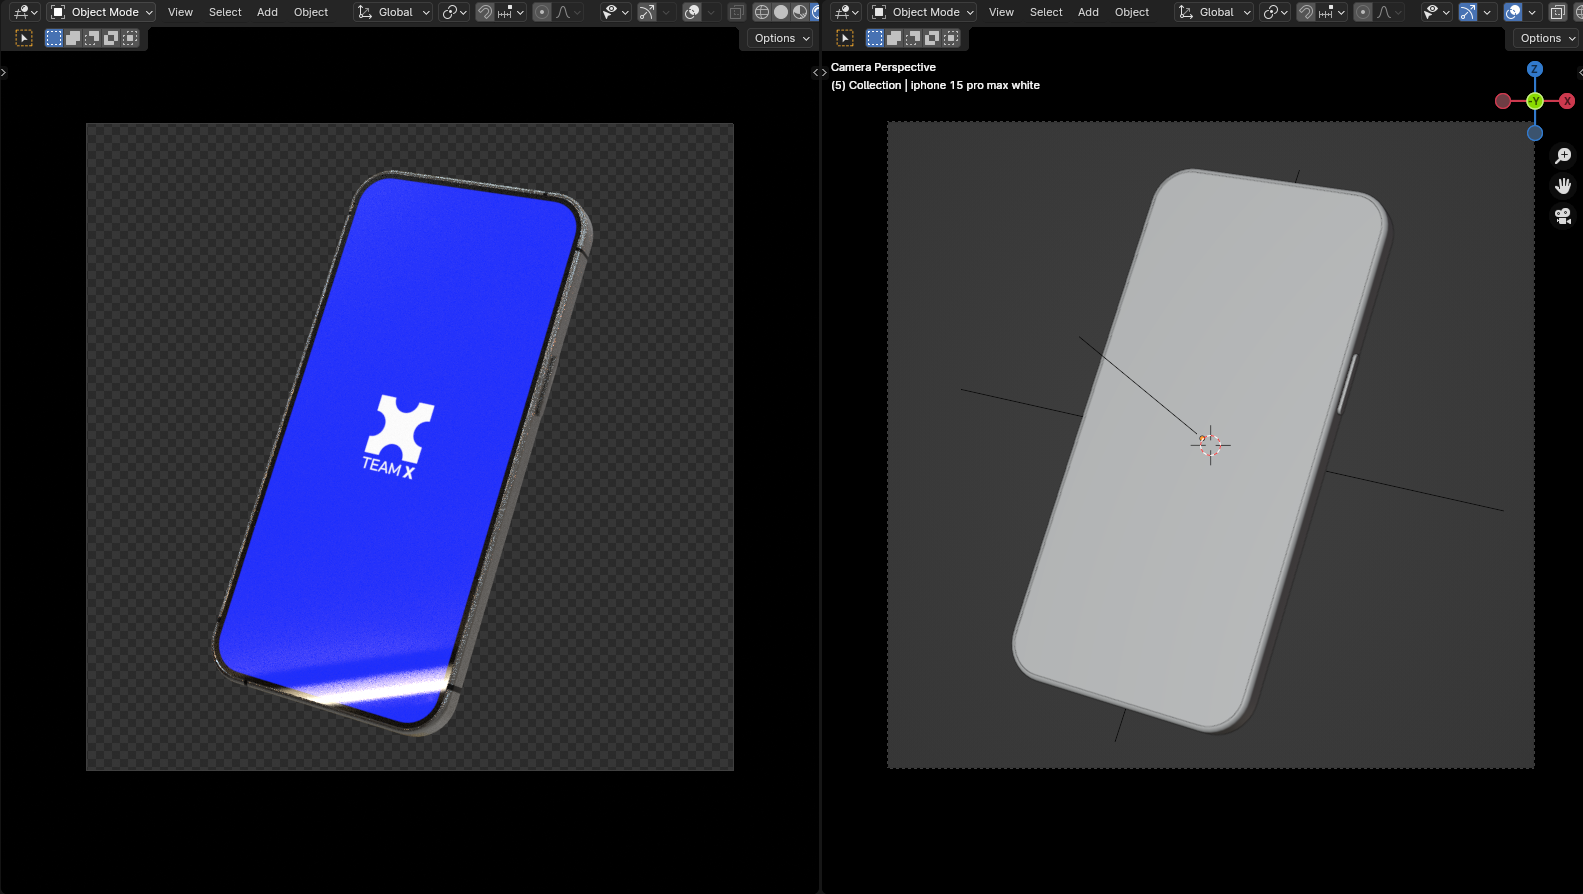 Object Mode View Select Add Object Global
Options
TEAM X
Object Mode View Select Add Object Global
Options
Camera Perspective
(5) Collection | iphone 15 pro max white
Z
-Y
X